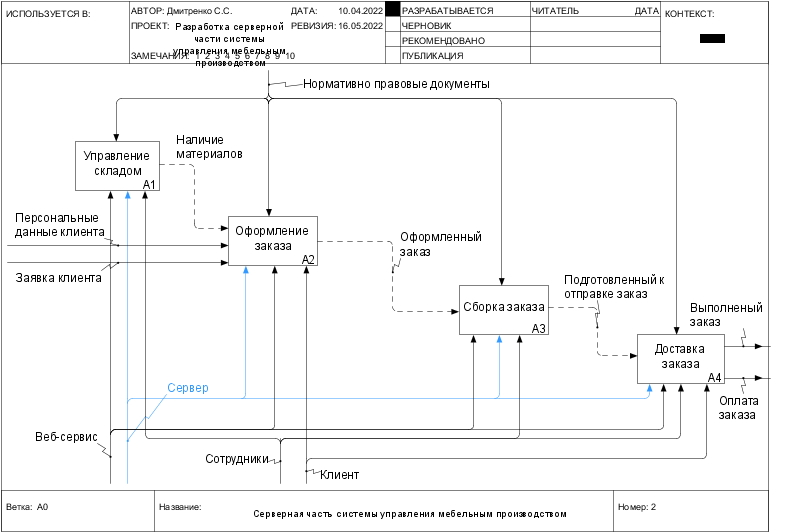 ИСПОЛЬЗУЕТСЯ В:
АВТОР: Дмитренко С.С.
ДАТА: 10.04.2022
РАЗРАБАТЫВАЕТСЯ
ЧИТАТЕЛЬ
ДАТА
КОНТЕКСТ:
ПРОЕКТ: Разработка серверной
части системы
управления мебельным
производством
РЕВИЗИЯ: 16.05.2022
ЧЕРНОВИК
РЕКОМЕНДОВАНО
ЗАМЕЧАНИЯ: 1 2 3 4 5 6 7 8 9 10
ПУБЛИКАЦИЯ
Нормативно правовые документы
Управление
складом
A1
Наличие
материалов
Персональные
данные клиента
Заявка клиента
Оформление
заказа
A2
Оформленный
заказ
Сборка заказа
A3
Подготовленный к
отправке заказ
Доставка
заказа
A4
Выполненый
заказ
Оплата
заказа
Сервер
Веб-сервис
Сотрудники
Клиент
Ветка: A0
Название:
Серверная часть системы управления мебельным производством
Номер: 2